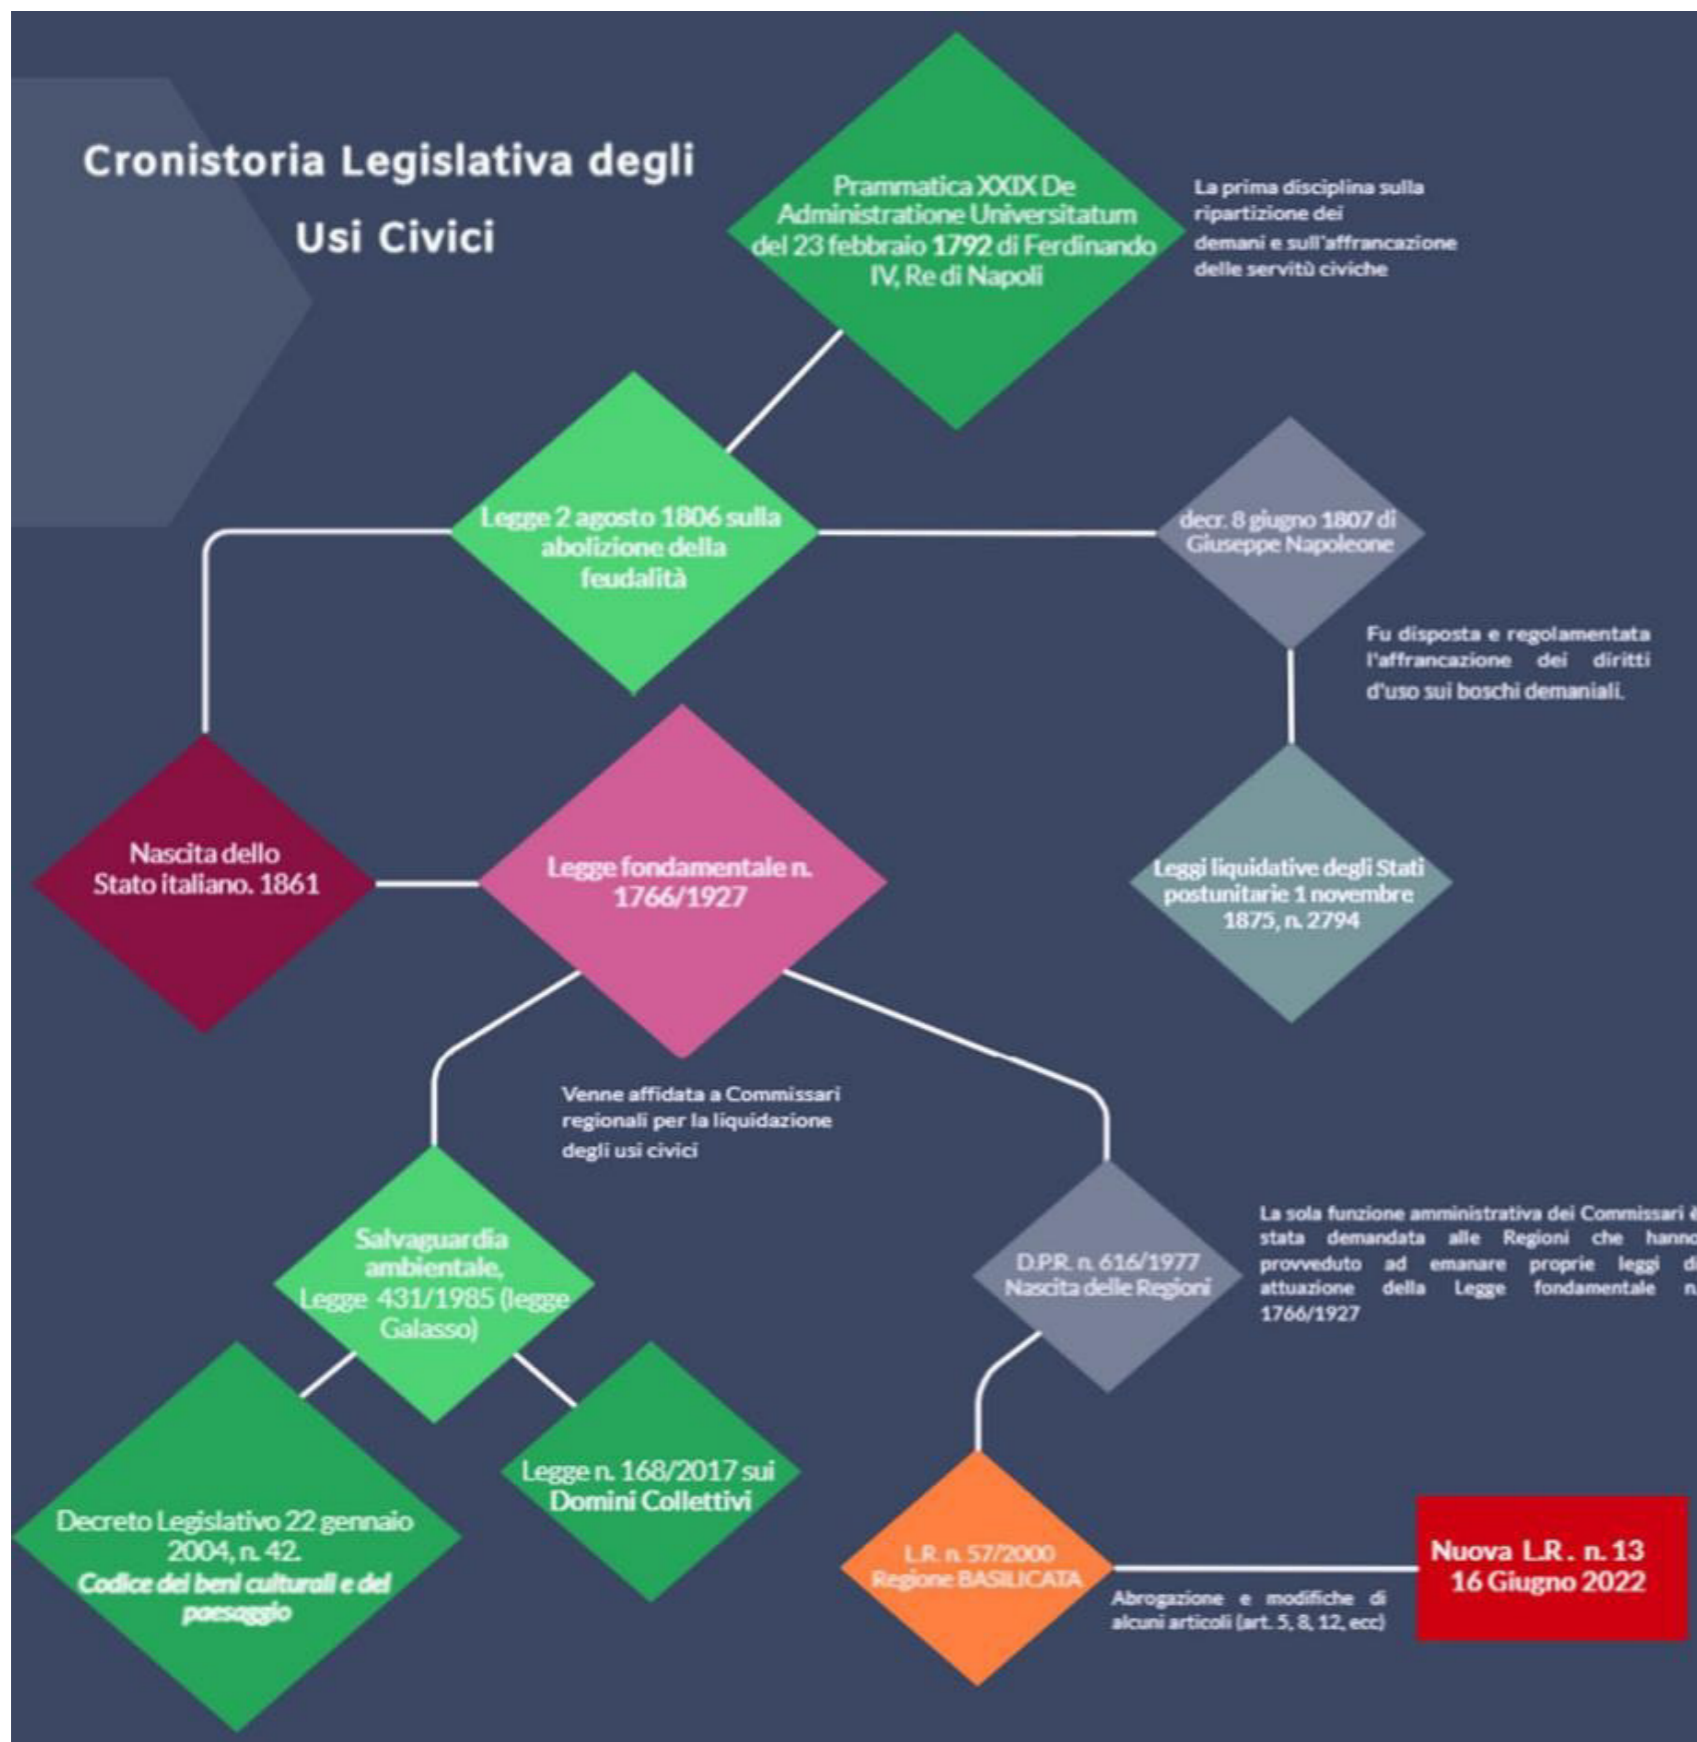 Cronistoria Legislativa degli
Usi Civici
Prammatica XXIX De
Administratione Universitatum
del 23 febbraio 1792 di Ferdinando
IV, Re di Napoli
La prima disciplina sulla
ripartizione dei
demani e sull'affrancazione
delle servitù civiche
Legge 2 agosto 1806 sulla
abolizione della
feudalità
decr. 8 giugno 1807 di
Giuseppe Napoleone
Fu disposta e regolamentata
l'affrancazione dei diritti
d'uso sui boschi demaniali.
Nascita dello
Stato italiano. 1861
Legge fondamentale n.
1766/1927
Leggi liquidative degli Stati
postunitarie 1 novembre
1875, n. 2794
Venne affidata a Commissari
regionali per la liquidazione
degli usi civici
Salvaguardia
ambientale,
Legge 431/1985 (legge
Galasso)
D.P.R. n. 616/1977
Nascita delle Regioni
La sola funzione amministrativa dei Commissari è
stata demandata alle Regioni che hanno
provveduto ad emanare proprie leggi di
attuazione della Legge fondamentale n.
1766/1927
Decreto Legislativo 22 gennaio
2004, n. 42.
Codice dei beni culturali e del
paesaggio
Legge n. 168/2017 sui
Domini Collettivi
L.R. n. 57/2000
Regione BASILICATA
Abrogazione e modifiche di
alcuni articoli (art. 5, 8, 12, ecc)
Nuova L.R. n. 13
16 Giugno 2022